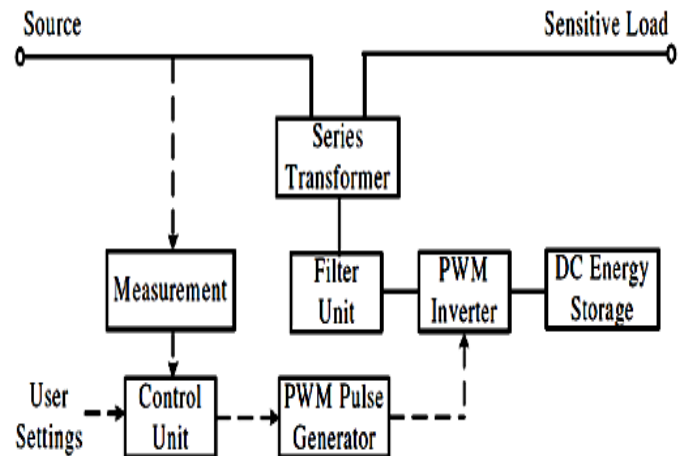 Source
Sensitive Load
Series
Transformer
Measurement
Filter
Unit
PWM
Inverter
DC Energy
Storage
User
Settings
Control
Unit
PWM Pulse
Generator